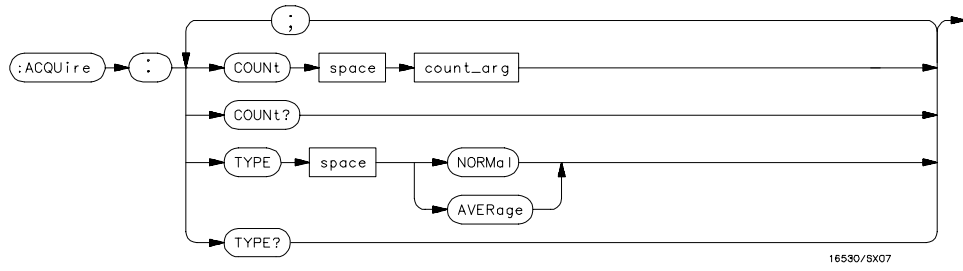 ;
:ACQUire : COUNt space count_arg
COUNt?
TYPE space NORMal
AVERage
TYPE?
16530/SX07